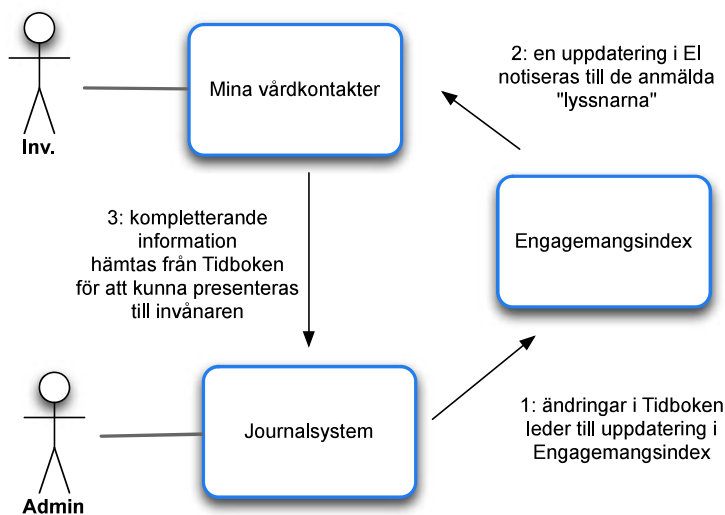 Mina vårdkontakter
2: en uppdatering i EI
notiseras till de anmälda
"lyssnarna"
Inv.
3: kompletterande
information
hämtas från Tidboken
för att kunna presenteras
till invånaren
Engagemangsindex
Journalsystem
1: ändringar i Tidboken
leder till uppdatering i
Engagemangsindex
Admin